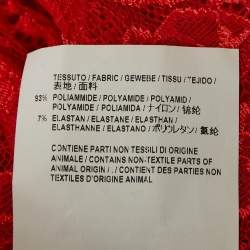 TESSUTO / FABRIC / GEWEBE / TISSU / TEJIDO /
表地 / 面料
93% POLIAMMIDE / POLYAMIDE / POLYAMID /
POLYAMIDE / POLIAMIDA / ナイロン / 锦纶
7% ELASTAN / ELASTANE / ELASTHAN /
ELASTHANNE / ELASTANO / ポリウレタン / 氨纶
CONTIENE PARTI NON TESSILI DI ORIGINE
ANIMALE / CONTAINS NON-TEXTILE PARTS OF
ANIMAL ORIGIN / CONTIENT DES PARTIES NON
TEXTILES D'ORIGINE ANIMAL